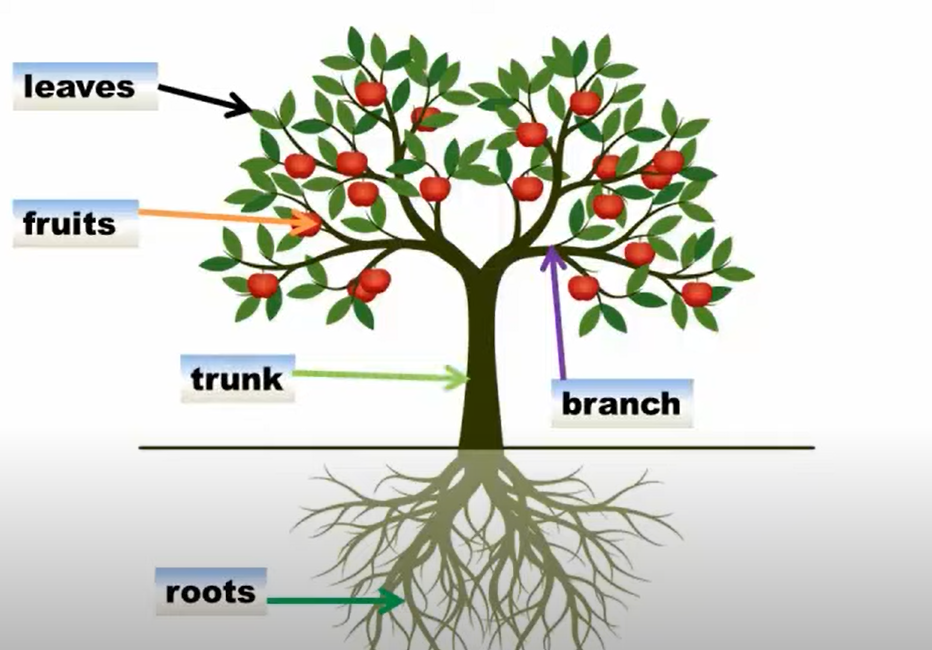 leaves
fruits
trunk
branch
roots